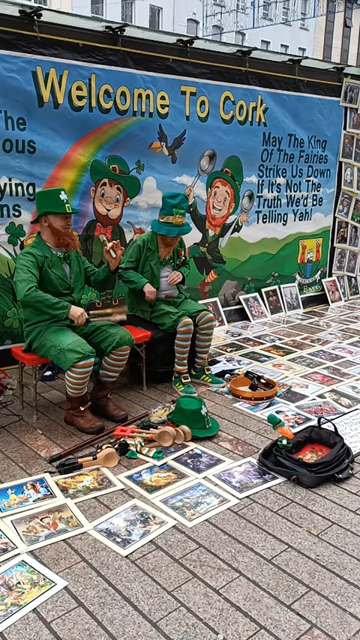 Welcome To Cork
The
ous
ying
ns
May The King
Of The Fairies
Strike Us Down
If It's Not The
Truth We'd Be
Telling Yah!